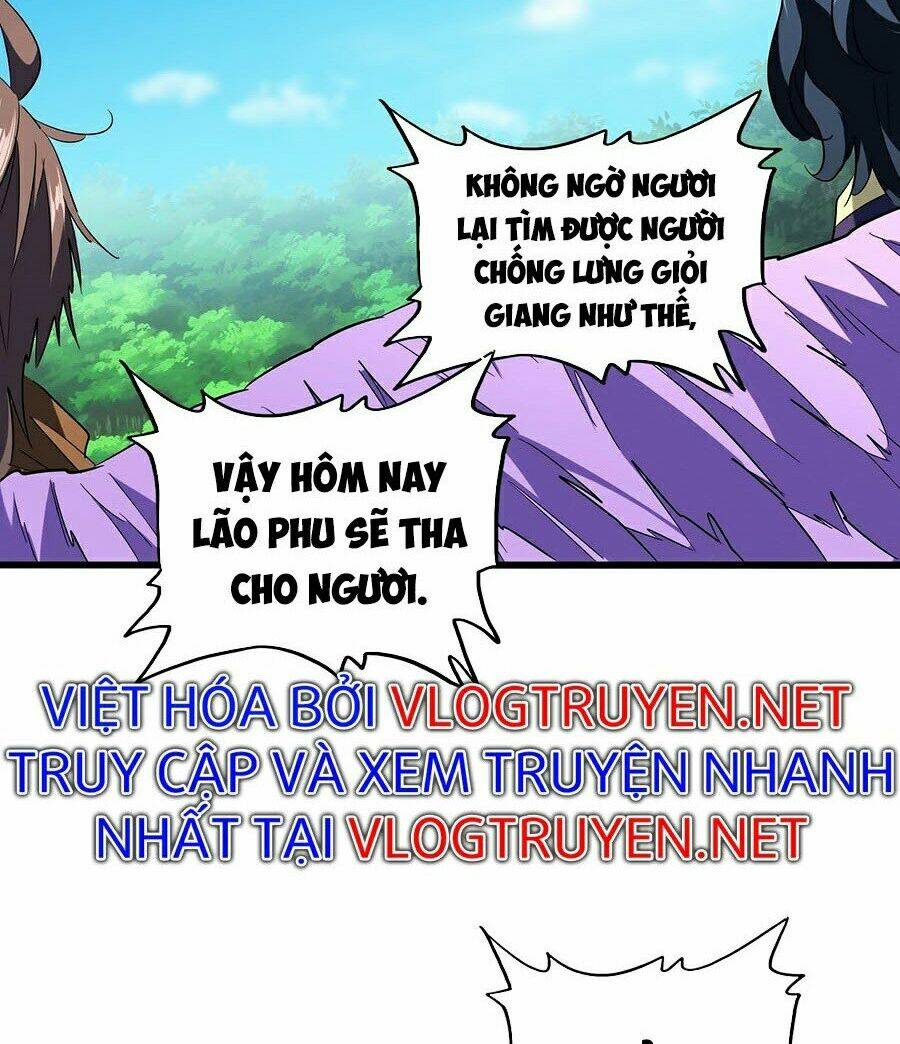 KHÔNG NGỜ NGƯƠI
LẠI TÌM ĐƯỢC NGƯỜI
CHỐNG LƯNG GIỎI
GIANG NHƯ THẾ,
VẬY HÔM NAY
LÃO PHU SẼ THA
CHO NGƯƠI.
VIỆT HÓA BỞI VLOGTRUYEN.NET
TRUY CẬP VÀ XEM TRUYỆN NHANH
NHẤT TẠI VLOGTRUYEN.NET